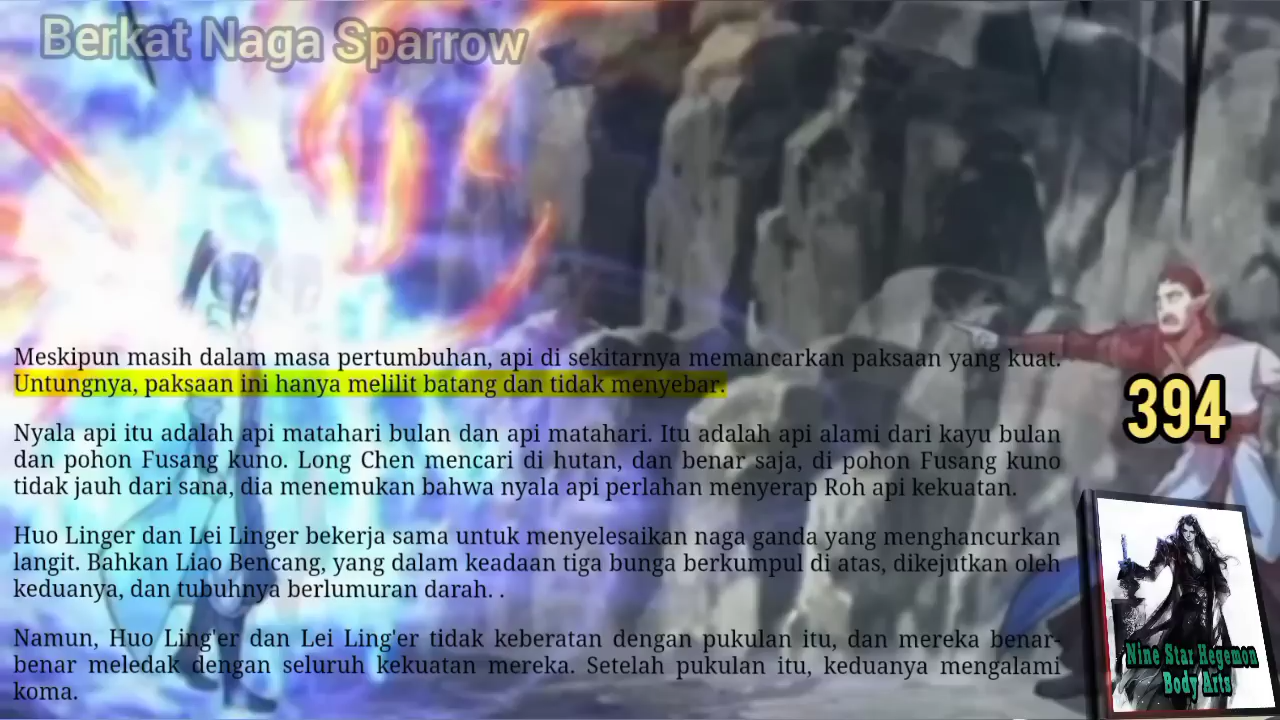 Berkat Naga Sparrow
Meskipun masih dalam masa pertumbuhan, api di sekitarnya memancarkan paksaan yang kuat.
Untungnya, paksaan ini hanya melilit batang dan tidak menyebar.
Nyala api itu adalah api matahari bulan dan api matahari. Itu adalah api alami dari kayu bulan
dan pohon Fusang kuno. Long Chen mencari di hutan, dan benar saja, di pohon Fusang kuno
tidak jauh dari sana, dia menemukan bahwa nyala api perlahan menyerap Roh api kekuatan.
Huo Linger dan Lei Linger bekerja sama untuk menyelesaikan naga ganda yang menghancurkan
langit. Bahkan Liao Bencang, yang dalam keadaan tiga bunga berkumpul di atas, dikejutkan oleh
keduanya, dan tubuhnya berlumuran darah. .
Namun, Huo Ling'er dan Lei Ling'er tidak keberatan dengan pukulan itu, dan mereka benar-
benar meledak dengan seluruh kekuatan mereka. Setelah pukulan itu, keduanya mengalami
koma.
394
Nine Star Hegemon
Body Arts